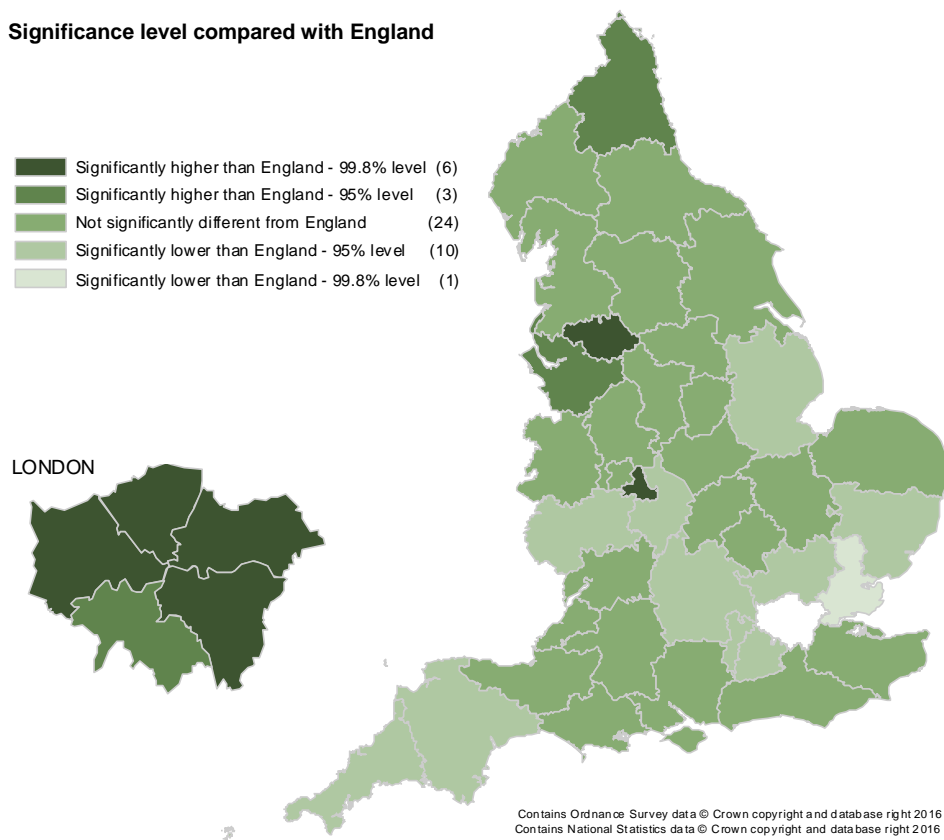 Significance level compared with England
Significantly higher than England - 99.8% level (6)
Significantly higher than England - 95% level (3)
Not significantly different from England (24)
Significantly lower than England - 95% level (10)
Significantly lower than England - 99.8% level (1)
LONDON
Contains Ordnance Survey data © Crown copyright and database right 2016
Contains National Statistics data © Crown copyright and database right 2016